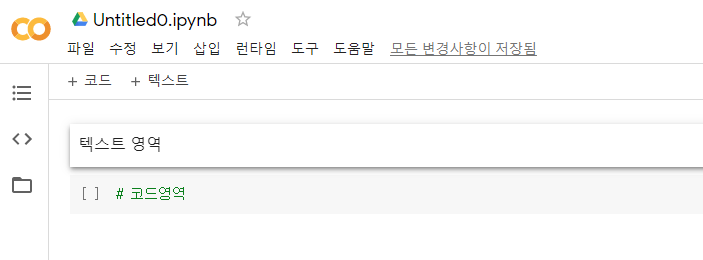 Untitled0.ipynb
파일 수정 보기 삽입 런타임 도구 도움말 모든 변경사항이 저장됨
+ 코드 + 텍스트
텍스트 영역
[ ] # 코드영역